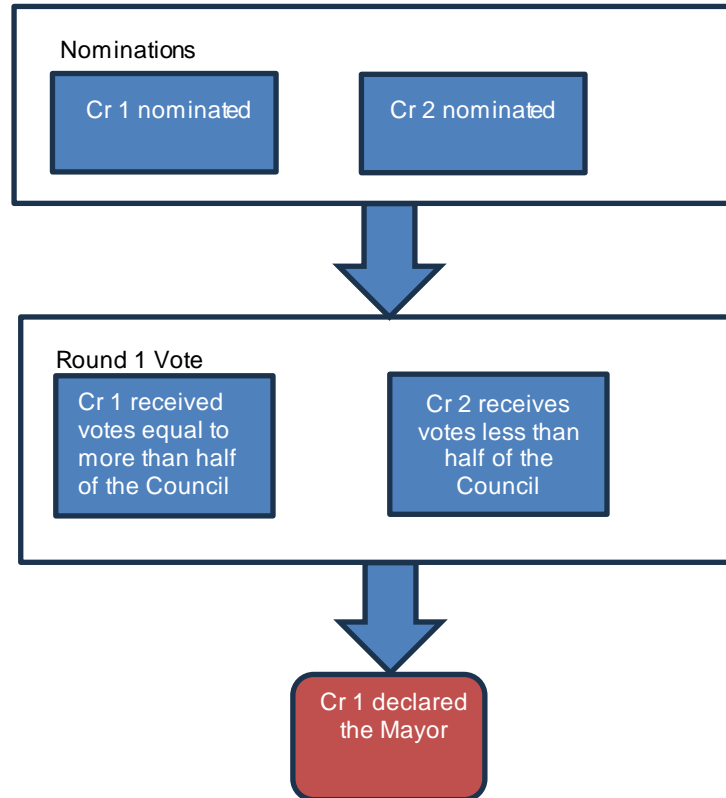 Nominations
Cr 1 nominated
Cr 2 nominated
Round 1 Vote
Cr 1 received
votes equal to
more than half
of the Council
Cr 2 receives
votes less than
half of the
Council
Cr 1 declared
the Mayor